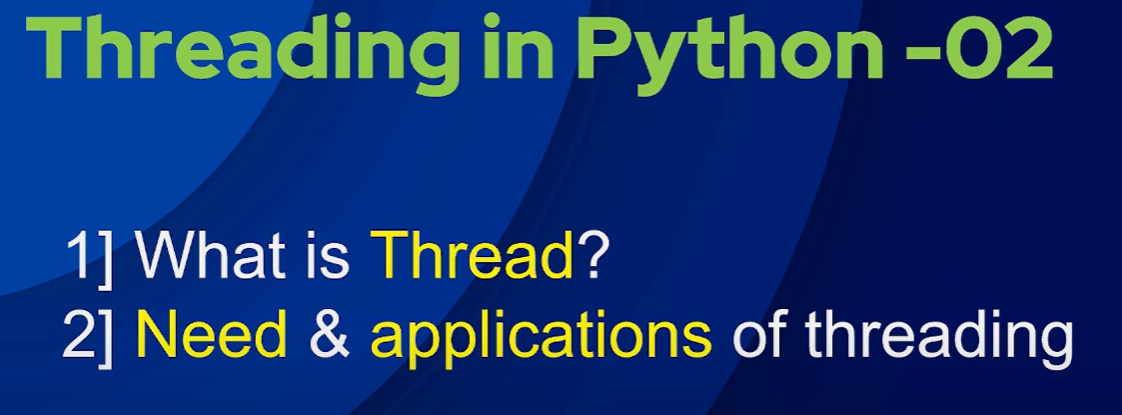 Threading in Python -02
1] What is Thread?
2] Need & applications of threading